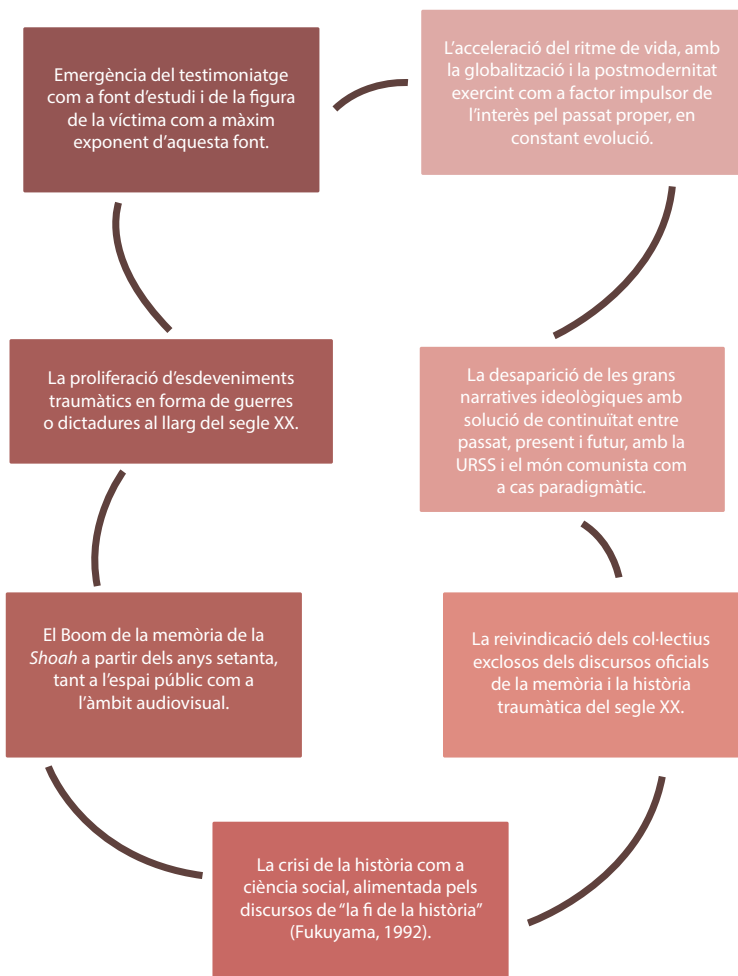 Emergència del testimoniatge
com a font d'estudi i de la figura
de la víctima com a màxim
exponent d'aquesta font.
L'acceleració del ritme de vida, amb
la globalització i la postmodernitat
exercint com a factor impulsor de
l'interès pel passat proper, en
constant evolució.
La proliferació d'esdeveniments
traumàtics en forma de guerres
o dictadures al llarg del segle XX.
La desaparició de les grans
narratives ideològiques amb
solució de continuïtat entre
passat, present i futur, amb la
URSS i el món comunista com
a cas paradigmàtic.
El Boom de la memòria de la
Shoah a partir dels anys setanta,
tant a l'espai públic com a
l'àmbit audiovisual.
La reivindicació dels col·lectius
exclosos dels discursos oficials
de la memòria i la història
traumàtica del segle XX.
La crisi de la història com a
ciència social, alimentada pels
discursos de "la fi de la història"
(Fukuyama, 1992).